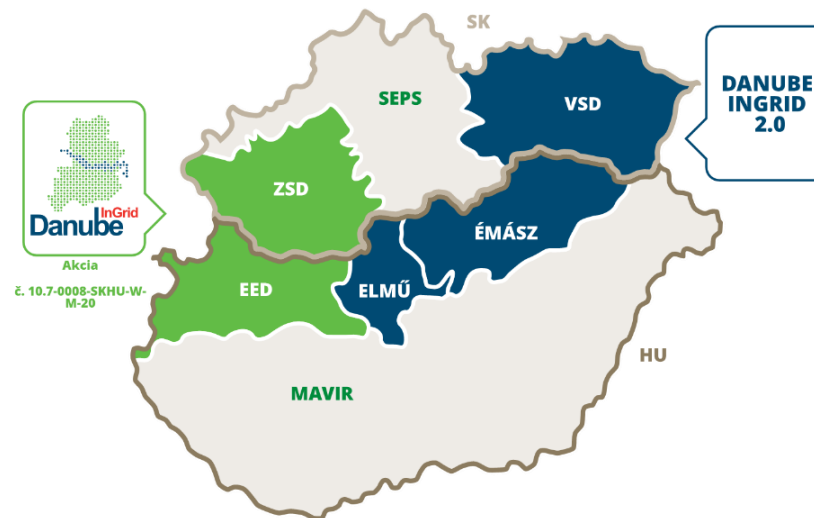 SK
SEPS
VSD
DANUBE
INGRID
2.0
ZSD
InGrid
Danube
Akcia
č. 10.7-0008-SKHU-W-
M-20
ÉMÁSZ
EED
ELMŰ
HU
MAVIR